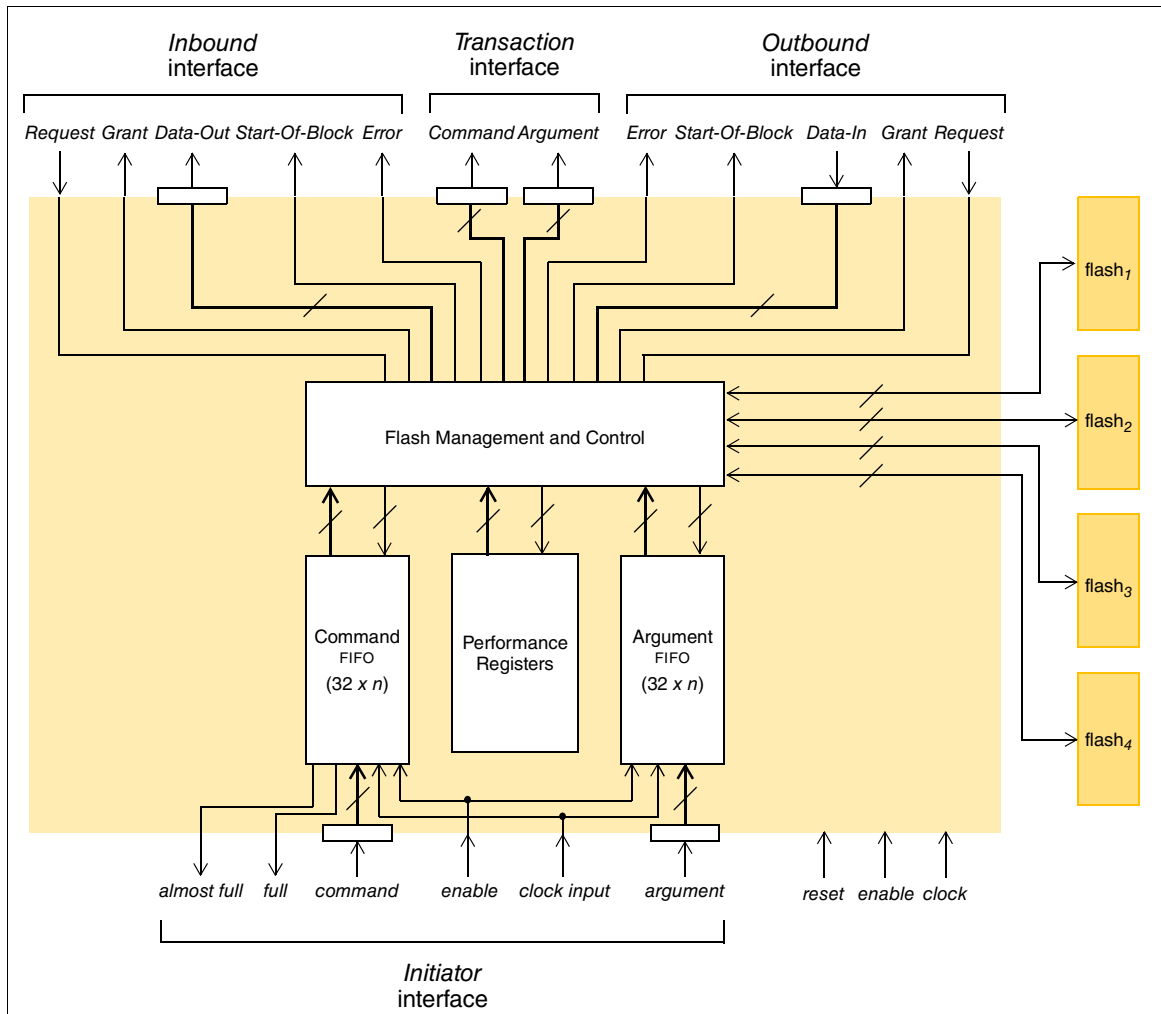 Inbound
interface
Transaction
interface
Outbound
interface
Request Grant Data-Out Start-Of-Block Error Command Argument Error Start-Of-Block Data-In Grant Request
flash1
flash2
flash3
flash4
Flash Management and Control
Command
FIFO
(32 x n)
Performance
Registers
Argument
FIFO
(32 x n)
almost full full command enable clock input argument reset enable clock
Initiator
interface